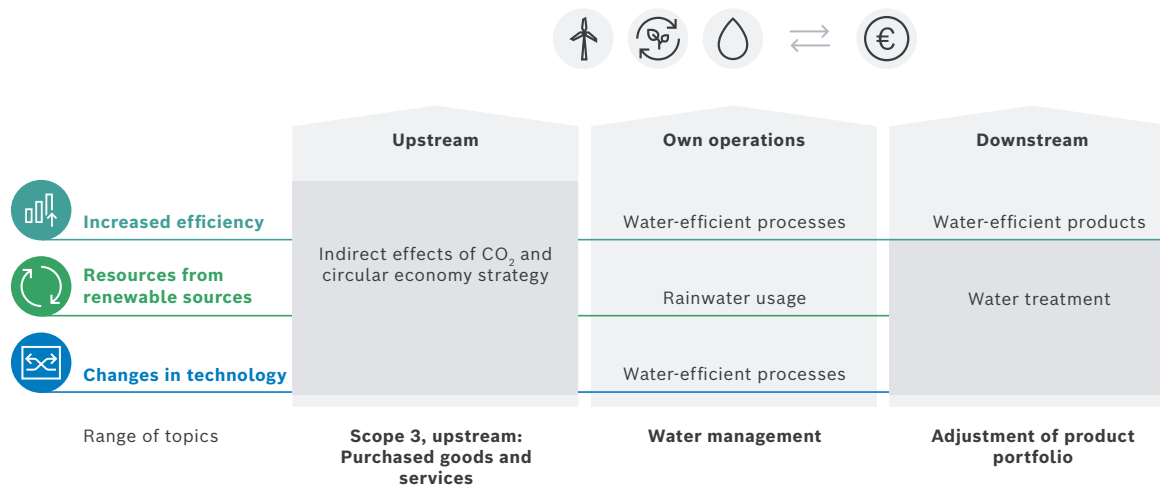 €
Upstream
Own operations
Downstream
Increased efficiency
Water-efficient processes
Water-efficient products
Indirect effects of CO₂ and
circular economy strategy
Resources from
renewable sources
Rainwater usage
Water treatment
Changes in technology
Water-efficient processes
Range of topics
Scope 3, upstream:
Purchased goods and
services
Water management
Adjustment of product
portfolio